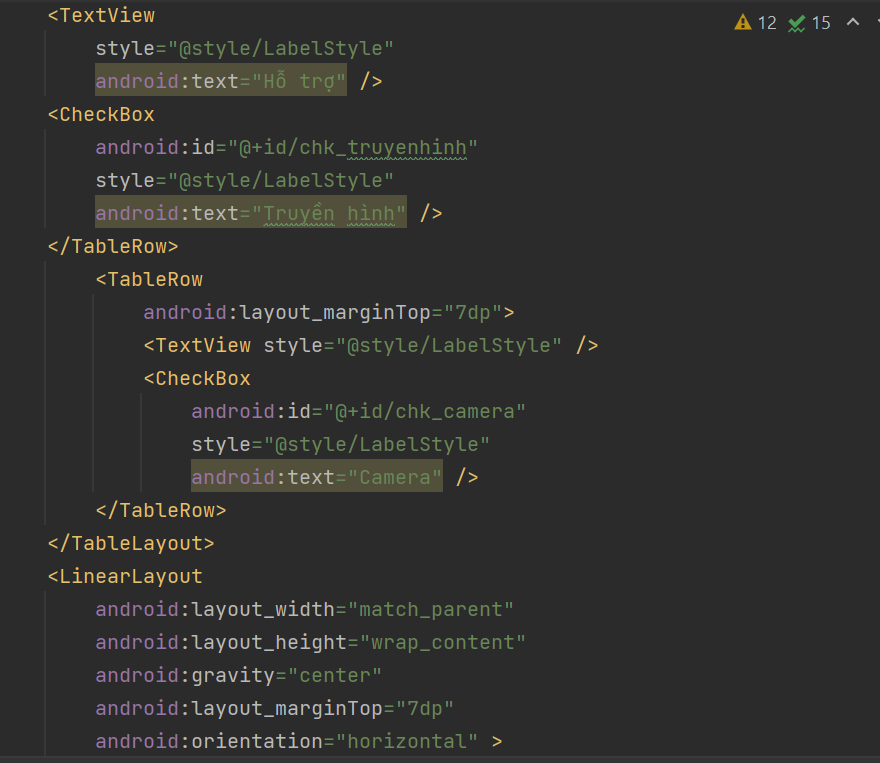 <TextView
12 15
style="@style/LabelStyle"
android:text="Hỗ trợ" />
<CheckBox
android:id="@+id/chk_truyenhinh"
style="@style/LabelStyle"
android:text="Truyền hình" />
</TableRow>
<TableRow
android:layout_marginTop="7dp">
<TextView style="@style/LabelStyle" />
<CheckBox
android:id="@+id/chk_camera"
style="@style/LabelStyle"
android:text="Camera" />
</TableRow>
</TableLayout>
<LinearLayout
android:layout_width="match_parent"
android:layout_height="wrap_content"
android:gravity="center"
android:layout_marginTop="7dp"
android:orientation="horizontal" >